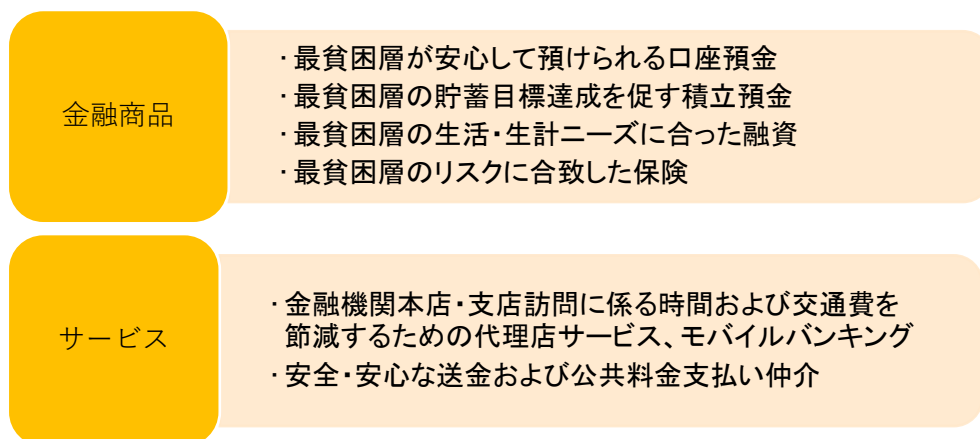 金融商品
・最貧困層が安心して預けられる口座預金
・最貧困層の貯蓄目標達成を促す積立預金
・最貧困層の生活・生計ニーズに合った融資
・最貧困層のリスクに合致した保険
サービス
・金融機関本店・支店訪問に係る時間および交通費を
節減するための代理店サービス、モバイルバンキング
・安全・安心な送金および公共料金支払い仲介